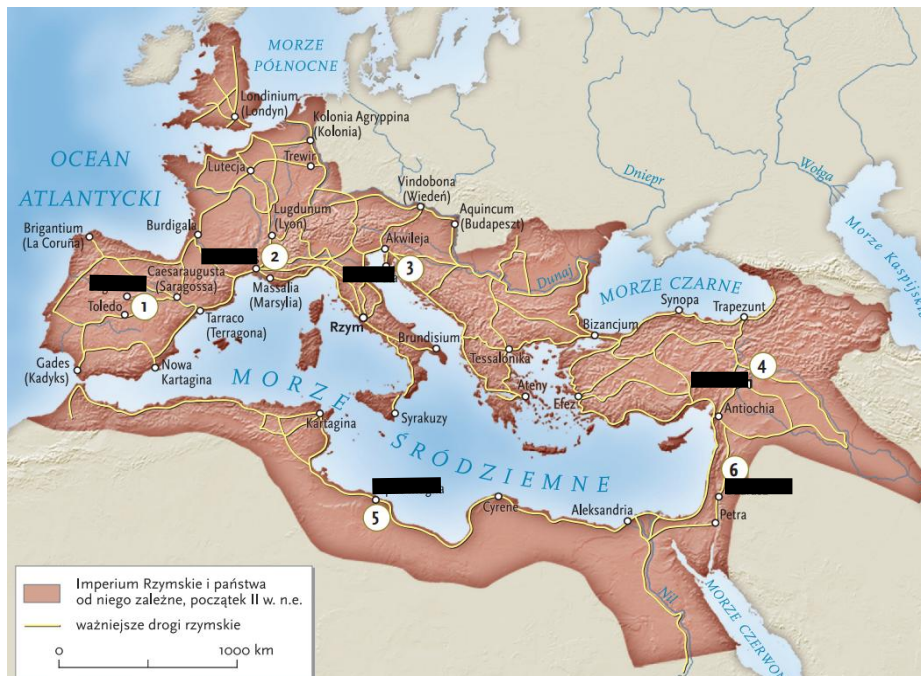 MORZE
PÓŁNOCNE
Londinium
(Londyn)
Kolonia Agryppina
(Kolonia)
OCEAN
ATLANTYCKI
Lutecja
Trewir
Dniepr
Wołga
Vindobona
(Wiedeń)
Aquincum
(Budapeszt)
Brigantium
(La Coruña)
Burdigala
Lugdunum
(Lyon)
Akwileja
Morze Kaspijskie
2
3
Dunaj
MORZE CZARNE
Caesaraugusta
(Saragossa)
Massalia
(Marsylia)
Synopa
Trapezunt
Toledo
1
Tarraco
(Terragona)
Rzym
Bizancjum
Brundisium
Tessalonika
4
Gades
(Kadyks)
Nowa
Kartagina
MORZE
Ateny
Efez
Antiochia
Kartagina
Syrakuzy
ŚRÓDZIEMNE
6
5
Cyrene
Aleksandria
Petra
Nil
MORZE CZERWON
Imperium Rzymskie i państwa
od niego zależne, początek II w. n.e.
ważniejsze drogi rzymskie
0 1000 km